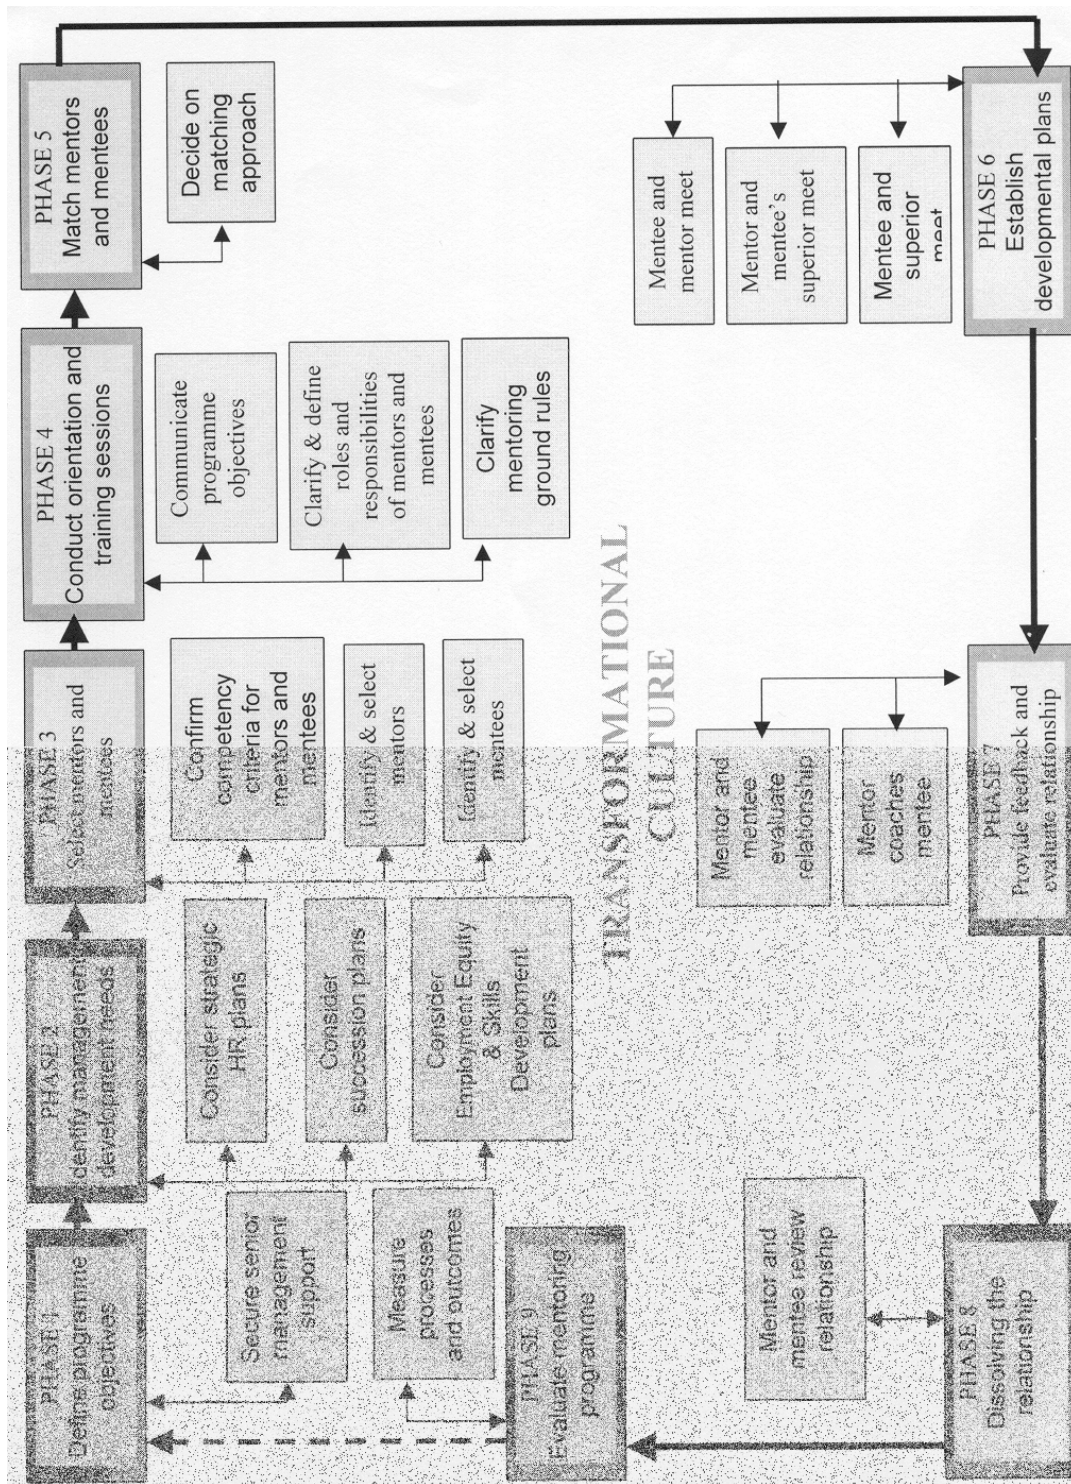 PHASE 1
Define programme
objectives
Secure senior
management
support
PHASE 2
dentify management
development needs
Consider strategic
HR plans
Consider
succession plans
Consider
Employment Equity
& Skills
Development
plans
PHASE 3
Select mentors and
mentees
Confirm
competency
criteria for
mentors and
mentees
Identify & select
mentors
Identify & select
mentees
PHASE 4
Conduct orientation and
training sessions
Communicate
programme
objectives
Clarify & define
roles and
responsibilities
of mentors and
mentees
Clarify
mentoring
ground rules
PHASE 5
Match mentors
and mentees
Decide on
matching
approach
TRANSFORMATIONAL
CULTURE
Mentee and
mentor meet
Mentor and
mentee's
superior meet
Mentee and
superior
meet
PHASE 6
Establish
developmental plans
Mentor and
mentee
evaluate
relationship
Mentor
coaches
mentee
PHASE 7
Provide feedback and
evaluate relationship
Mentor and
mentee review
relationship
PHASE 8
Dissolving the
relationship
Measure
processes
and outcomes
PHASE 9
Evaluate mentoring
programme